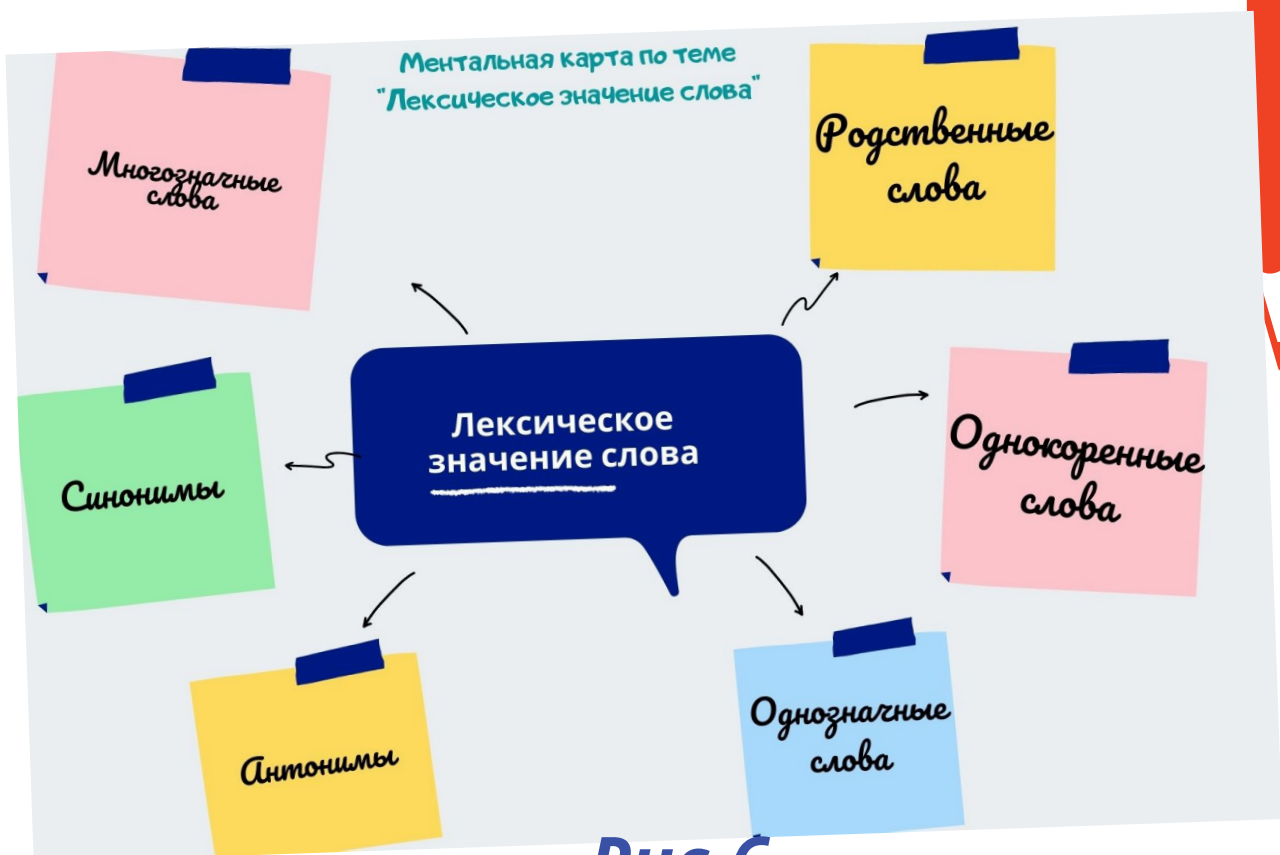 Ментальная карта по теме
"Лексическое значение слова"
Многозначные
слова
Родственные
слова
Лексическое
значение слова
Однокоренные
слова
Синонимы
Антонимы
Однозначные
слова